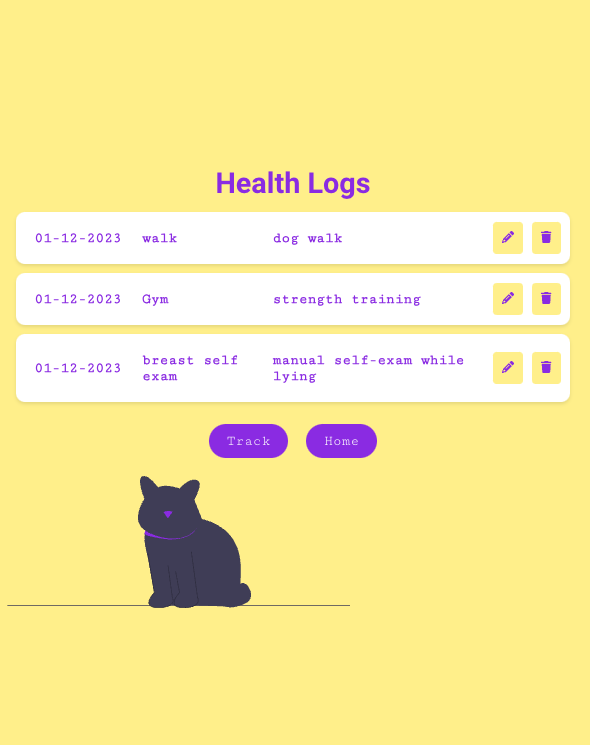 Health Logs
01-12-2023 walk dog walk
01-12-2023 Gym strength training
01-12-2023 breast self exam manual self-exam while lying
Track Home